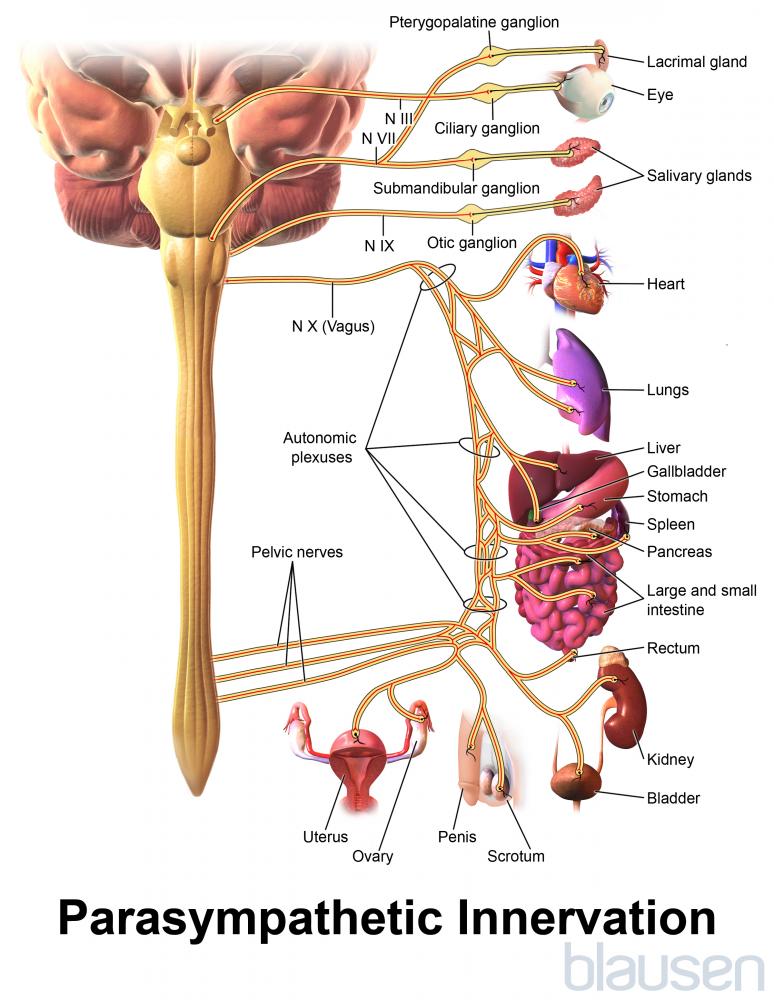 Pterygopalatine ganglion
Lacrimal gland
Eye
N III
Ciliary ganglion
N VII
Salivary glands
Submandibular ganglion
N IX
Otic ganglion
Heart
N X (Vagus)
Lungs
Autonomic
plexuses
Liver
Gallbladder
Stomach
Spleen
Pelvic nerves
Pancreas
Large and small
intestine
Rectum
Kidney
Bladder
Uterus
Penis
Ovary
Scrotum
Parasympathetic Innervation
blausen